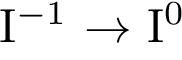 I⁻¹ → I⁰